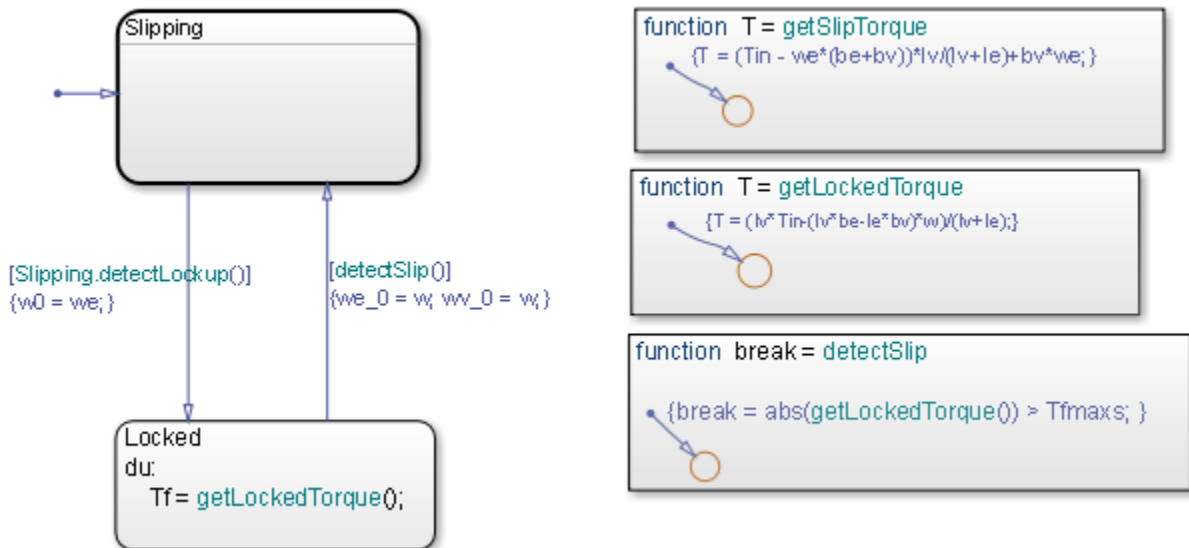 Slipping
[Slipping.detectLockup()]
{w0 = we; }
[detectSlip()]
{we_0 = w; wv_0 = w; }
Locked
du:
Tf = getLockedTorque();
function T = getSlipTorque
{T = (Tin - we*(be+bv))*Iv/(Iv+Ie)+bv*we; }
function T = getLockedTorque
{T = (Iv*Tin-(Iv*be-Ie*bv)*w)/(Iv+Ie);}
function break = detectSlip
{break = abs(getLockedTorque()) > Tfmaxs; }